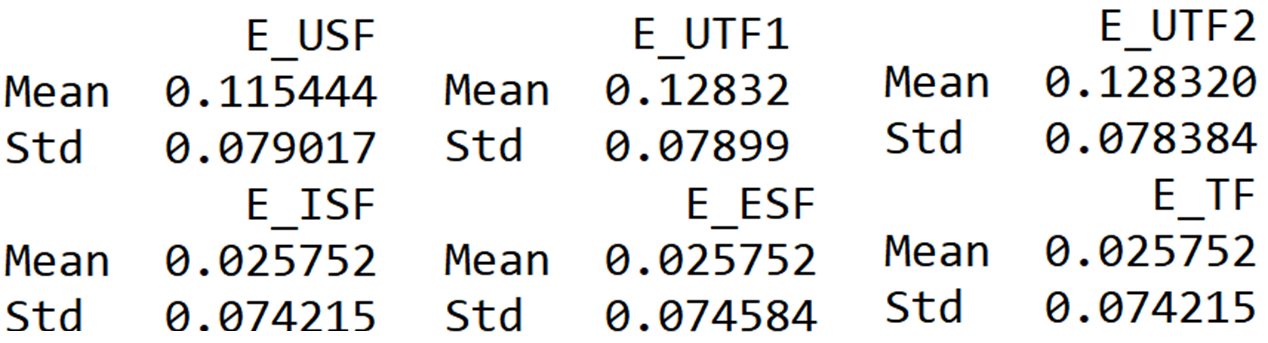 E_USF E_UTF1 E_UTF2
Mean 0.115444 Mean 0.12832 Mean 0.128320
Std 0.079017 Std 0.07899 Std 0.078384
E_ISF E_ESF E_TF
Mean 0.025752 Mean 0.025752 Mean 0.025752
Std 0.074215 Std 0.074584 Std 0.074215